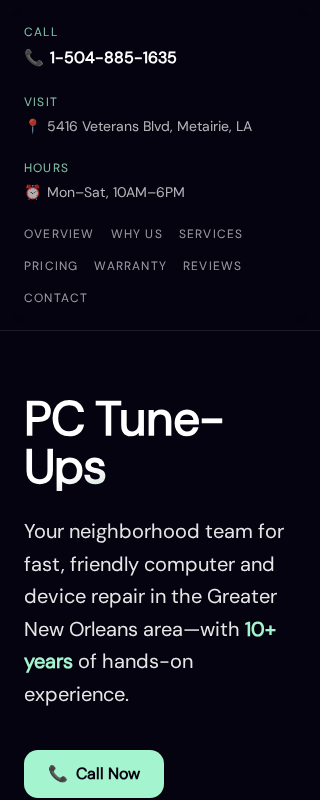 CALL
📞 1-504-885-1635
VISIT
📍 5416 Veterans Blvd, Metairie, LA
HOURS
⏰ Mon–Sat, 10AM–6PM
OVERVIEW WHY US SERVICES
PRICING WARRANTY REVIEWS
CONTACT
PC Tune-
Ups
Your neighborhood team for
fast, friendly computer and
device repair in the Greater
New Orleans area—with 10+
years of hands-on
experience.
📞 Call Now